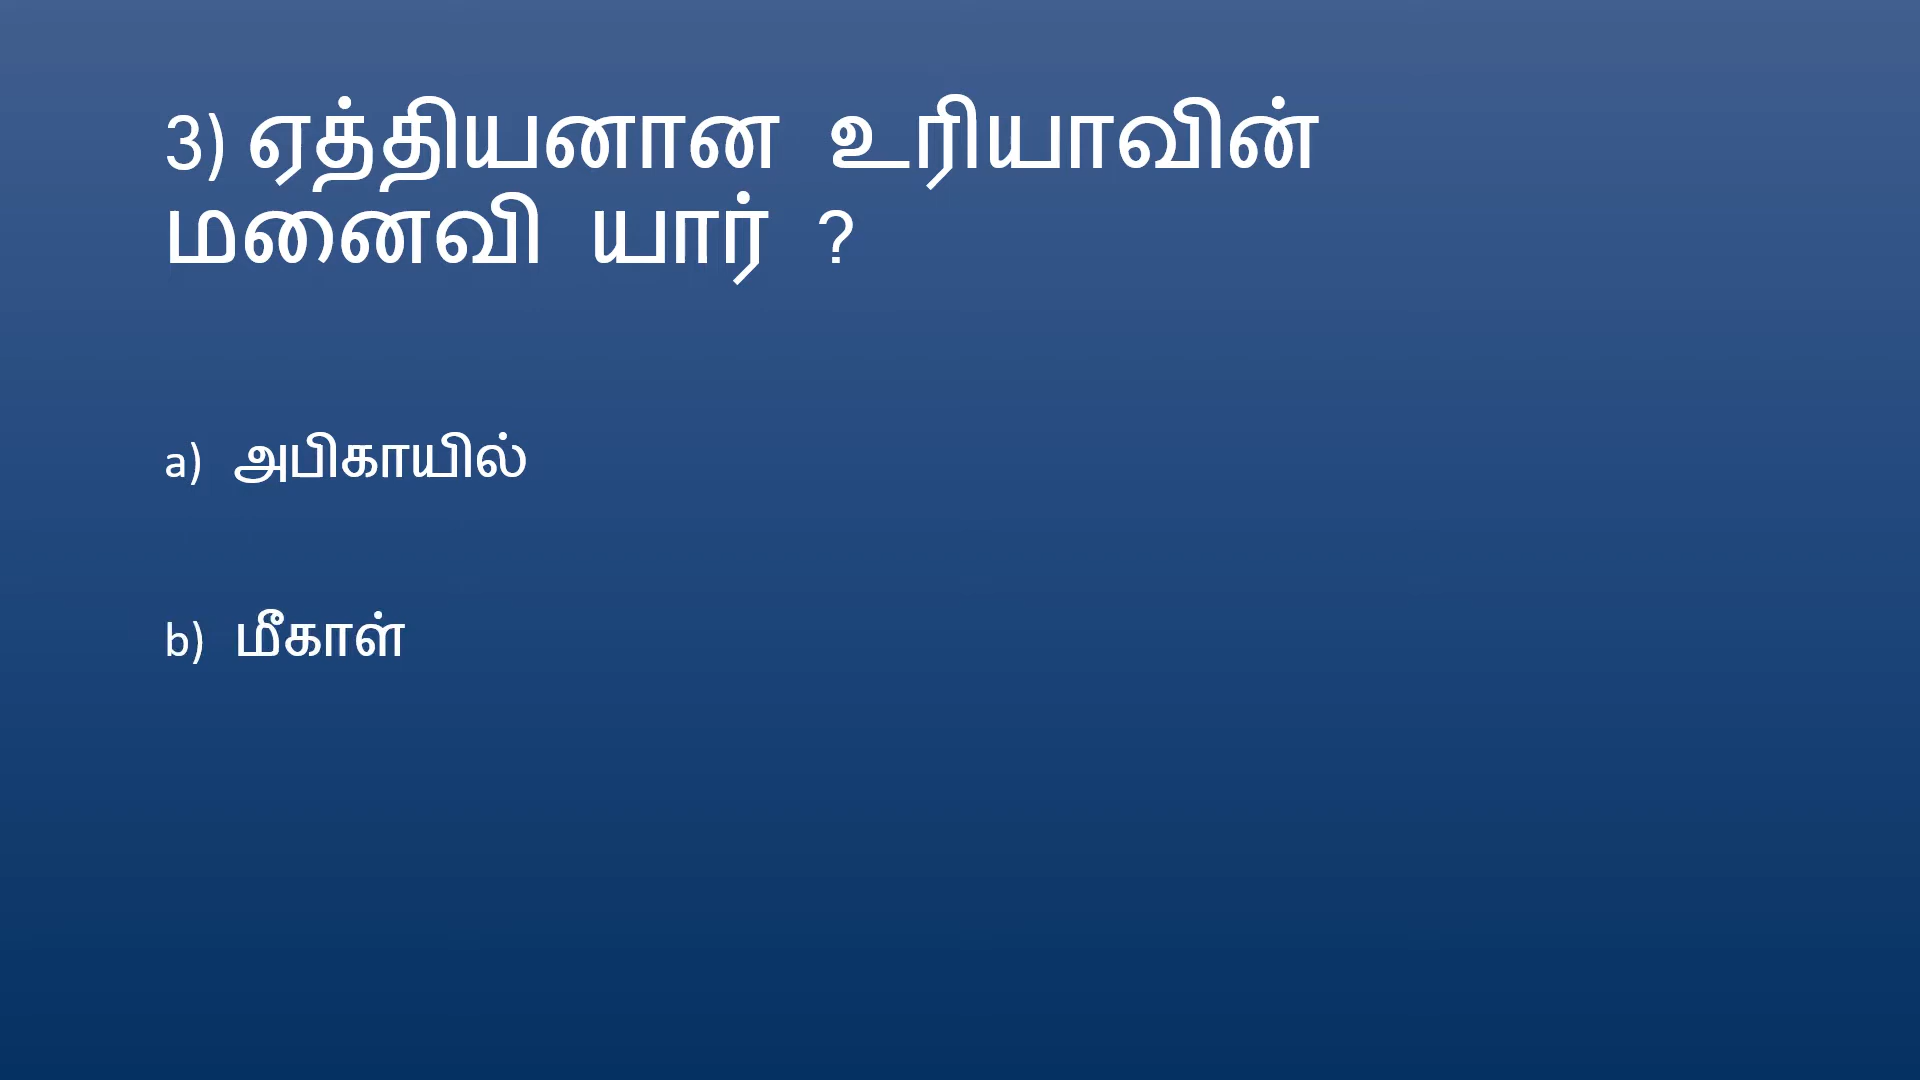 3) ஏத்தியனான உரியாவின்
மனைவி யார் ?
a) அபிகாயில்
b) மீகாள்